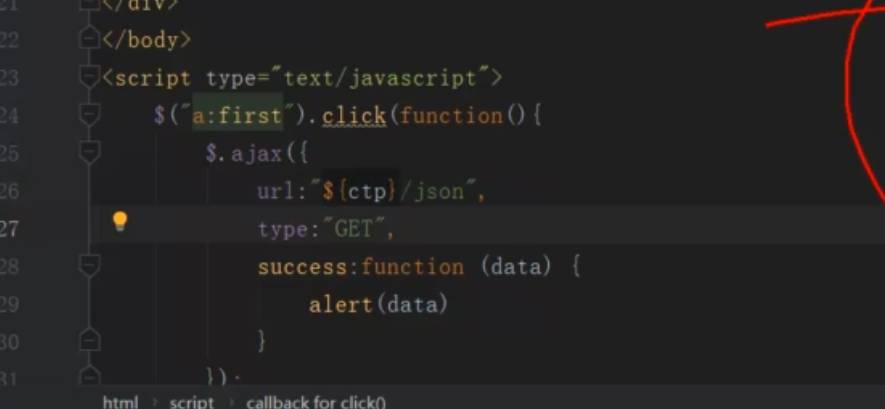 21 </div>
22 </body>
23 <script type="text/javascript">
24 $("a:first").click(function(){
25 $.ajax({
26 url:"${ctp}/json",
27 type:"GET",
28 success:function (data) {
29 alert(data)
30 }
31 });
html › script › callback for click()